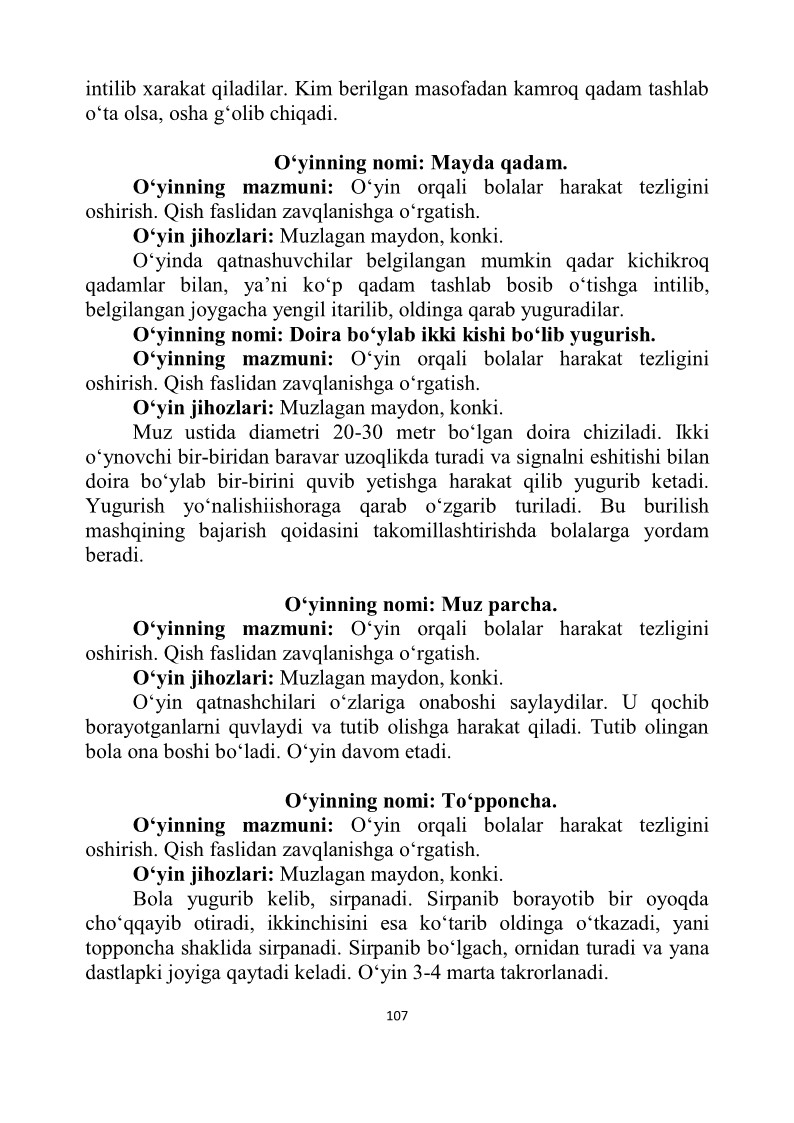 intilib xarakat qiladilar. Kim berilgan masofadan kamroq qadam tashlab
o‘ta olsa, osha g‘olib chiqadi.
O‘yinning nomi: Mayda qadam.
O‘yinning mazmuni: O‘yin orqali bolalar harakat tezligini
oshirish. Qish faslidan zavqlanishga o‘rgatish.
O‘yin jihozlari: Muzlagan maydon, konki.
O‘yinda qatnashuvchilar belgilangan mumkin qadar kichikroq
qadamlar bilan, ya’ni ko‘p qadam tashlab bosib o‘tishga intilib,
belgilangan joygacha yengil itarilib, oldinga qarab yuguradilar.
O‘yinning nomi: Doira bo‘ylab ikki kishi bo‘lib yugurish.
O‘yinning mazmuni: O‘yin orqali bolalar harakat tezligini
oshirish. Qish faslidan zavqlanishga o‘rgatish.
O‘yin jihozlari: Muzlagan maydon, konki.
Muz ustida diametri 20-30 metr bo‘lgan doira chiziladi. Ikki
o‘ynovchi bir-biridan baravar uzoqlikda turadi va signalni eshitishi bilan
doira bo‘ylab bir-birini quvib yetishga harakat qilib yugurib ketadi.
Yugurish yo‘nalishiishoraga qarab o‘zgarib turiladi. Bu burilish
mashqining bajarish qoidasini takomillashtirishda bolalarga yordam
beradi.
O‘yinning nomi: Muz parcha.
O‘yinning mazmuni: O‘yin orqali bolalar harakat tezligini
oshirish. Qish faslidan zavqlanishga o‘rgatish.
O‘yin jihozlari: Muzlagan maydon, konki.
O‘yin qatnashchilari o‘zlariga onaboshi saylaydilar. U qochib
borayotganlarni quvlaydi va tutib olishga harakat qiladi. Tutib olingan
bola ona boshi bo‘ladi. O‘yin davom etadi.
O‘yinning nomi: To‘pponcha.
O‘yinning mazmuni: O‘yin orqali bolalar harakat tezligini
oshirish. Qish faslidan zavqlanishga o‘rgatish.
O‘yin jihozlari: Muzlagan maydon, konki.
Bola yugurib kelib, sirpanadi. Sirpanib borayotib bir oyoqda
cho‘qqayib otiradi, ikkinchisini esa ko‘tarib oldinga o‘tkazadi, yani
topponcha shaklida sirpanadi. Sirpanib bo‘lgach, ornidan turadi va yana
dastlapki joyiga qaytadi keladi. O‘yin 3-4 marta takrorlanadi.
107